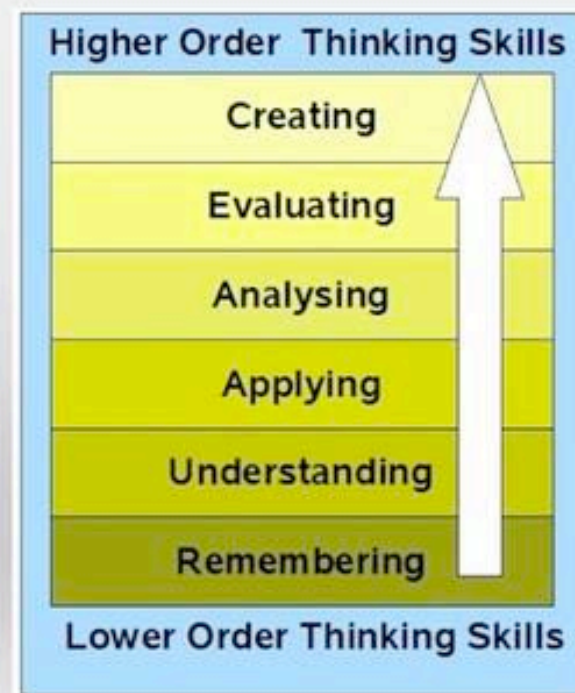 Higher Order Thinking Skills
Creating
Evaluating
Analysing
Applying
Understanding
Remembering
Lower Order Thinking Skills